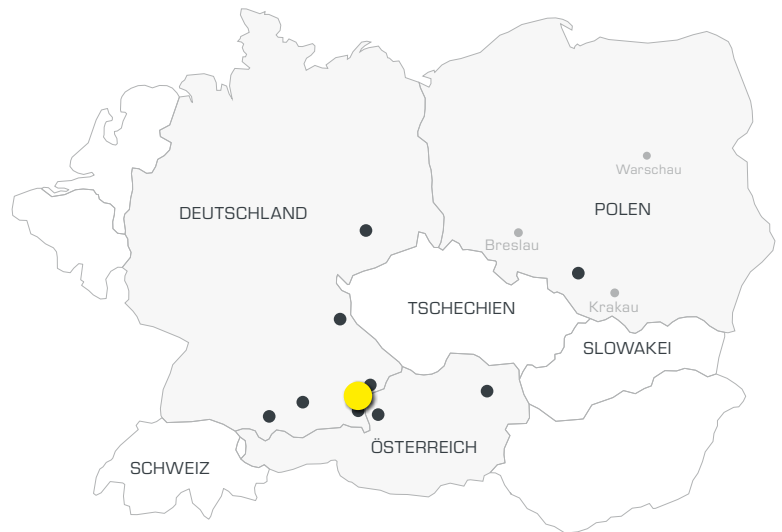 Warschau
DEUTSCHLAND
POLEN
Breslau
TSCHECHIEN
Krakau
SLOWAKEI
ÖSTERREICH
SCHWEIZ